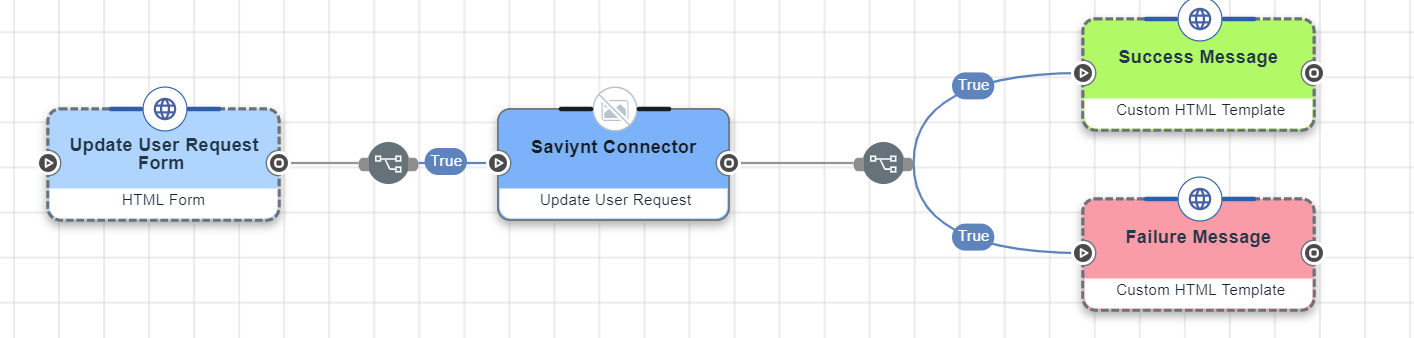 Update User Request
Form
HTML Form
True
Saviynt Connector
Update User Request
True
Success Message
Custom HTML Template
True
Failure Message
Custom HTML Template